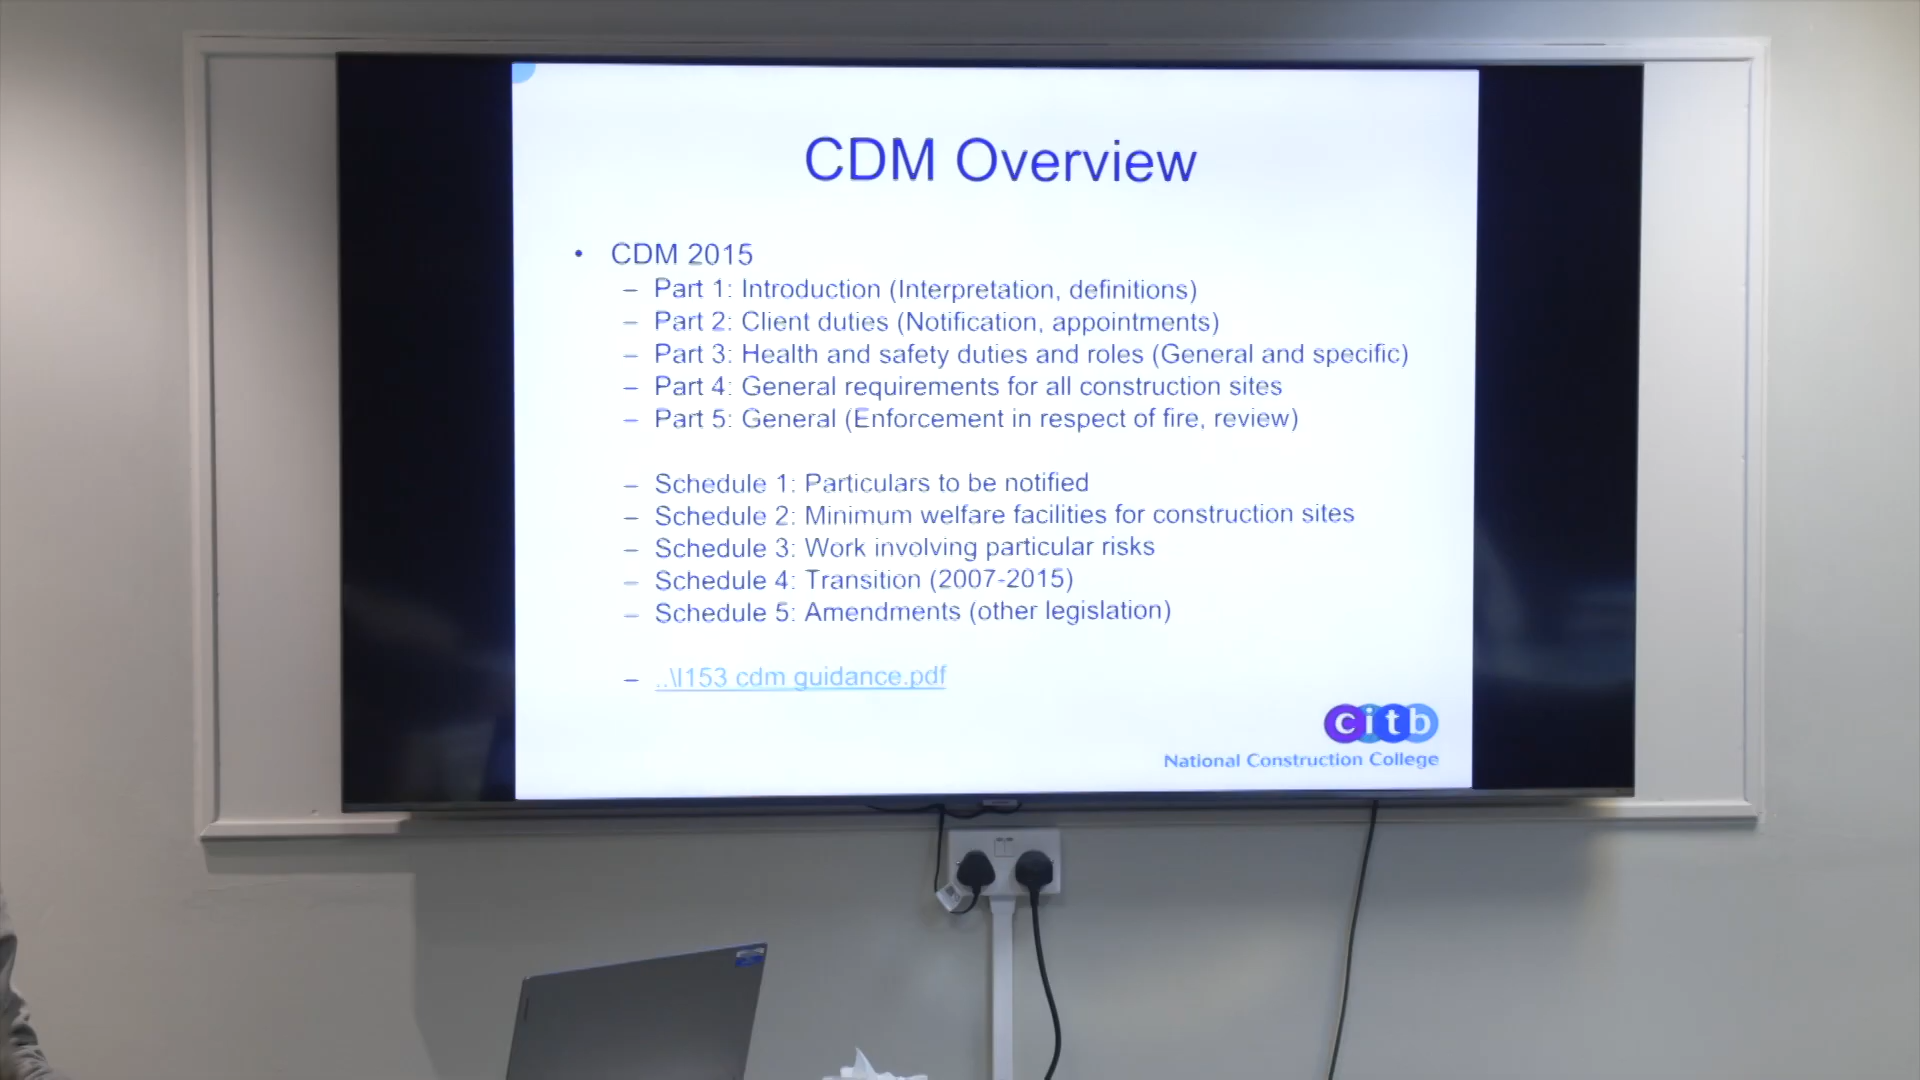 CDM Overview
• CDM 2015
– Part 1: Introduction (Interpretation, definitions)
– Part 2: Client duties (Notification, appointments)
– Part 3: Health and safety duties and roles (General and specific)
– Part 4: General requirements for all construction sites
– Part 5: General (Enforcement in respect of fire, review)
– Schedule 1: Particulars to be notified
– Schedule 2: Minimum welfare facilities for construction sites
– Schedule 3: Work involving particular risks
– Schedule 4: Transition (2007-2015)
– Schedule 5: Amendments (other legislation)
– ..\l153 cdm guidance.pdf
citb
National Construction College